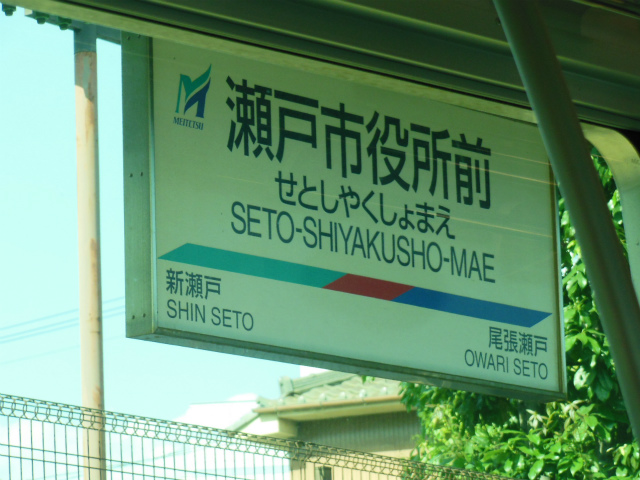 MEITETSU
瀬戸市役所前
せとしやくしょまえ
SETO-SHIYAKUSHO-MAE
新瀬戸
SHIN SETO
尾張瀬戸
OWARI SETO